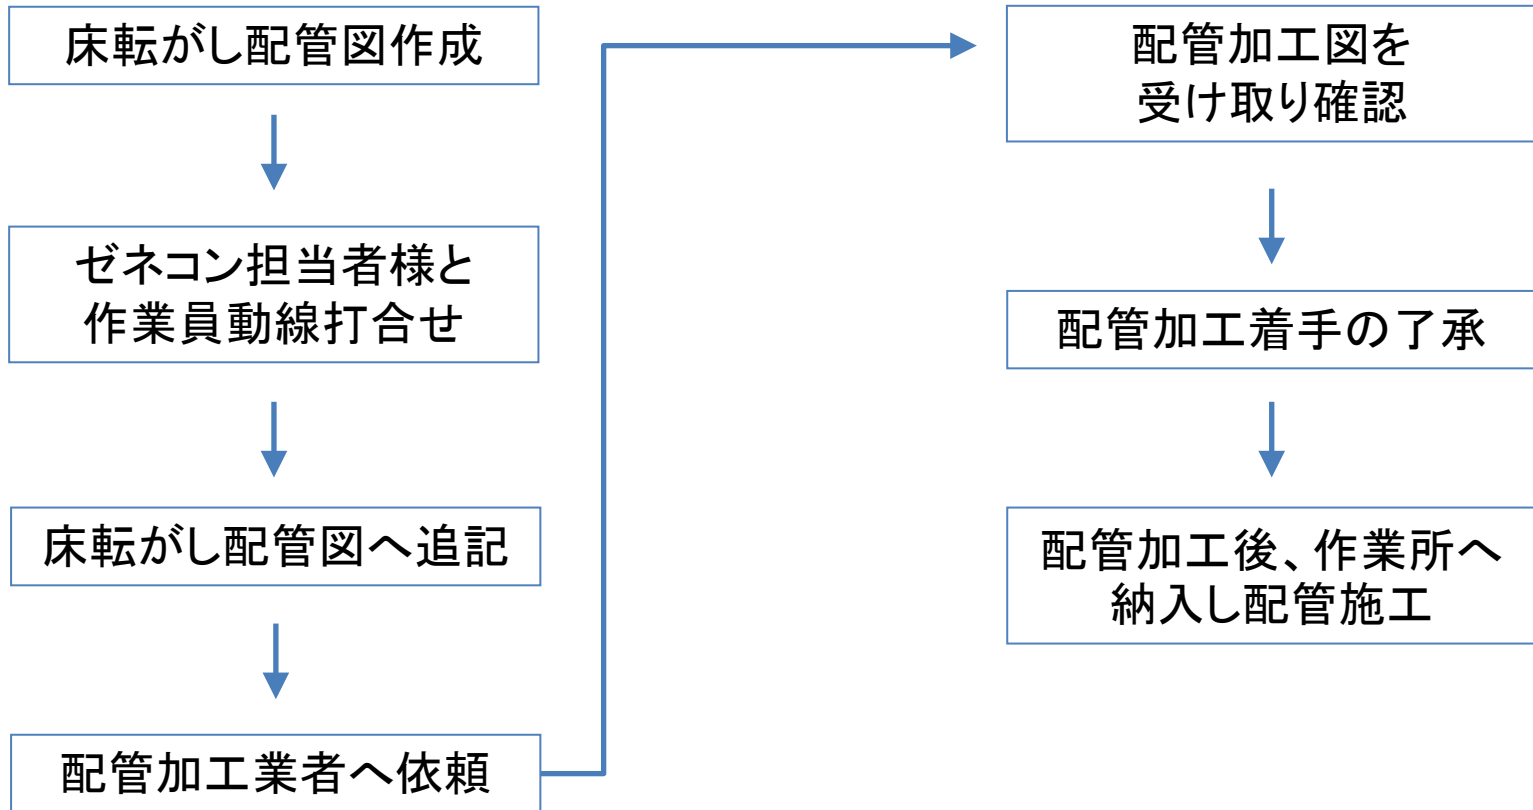 床転がし配管図作成
ゼネコン担当者様と
作業員動線打合せ
床転がし配管図へ追記
配管加工業者へ依頼
配管加工図を
受け取り確認
配管加工着手の了承
配管加工後、作業所へ
納入し配管施工